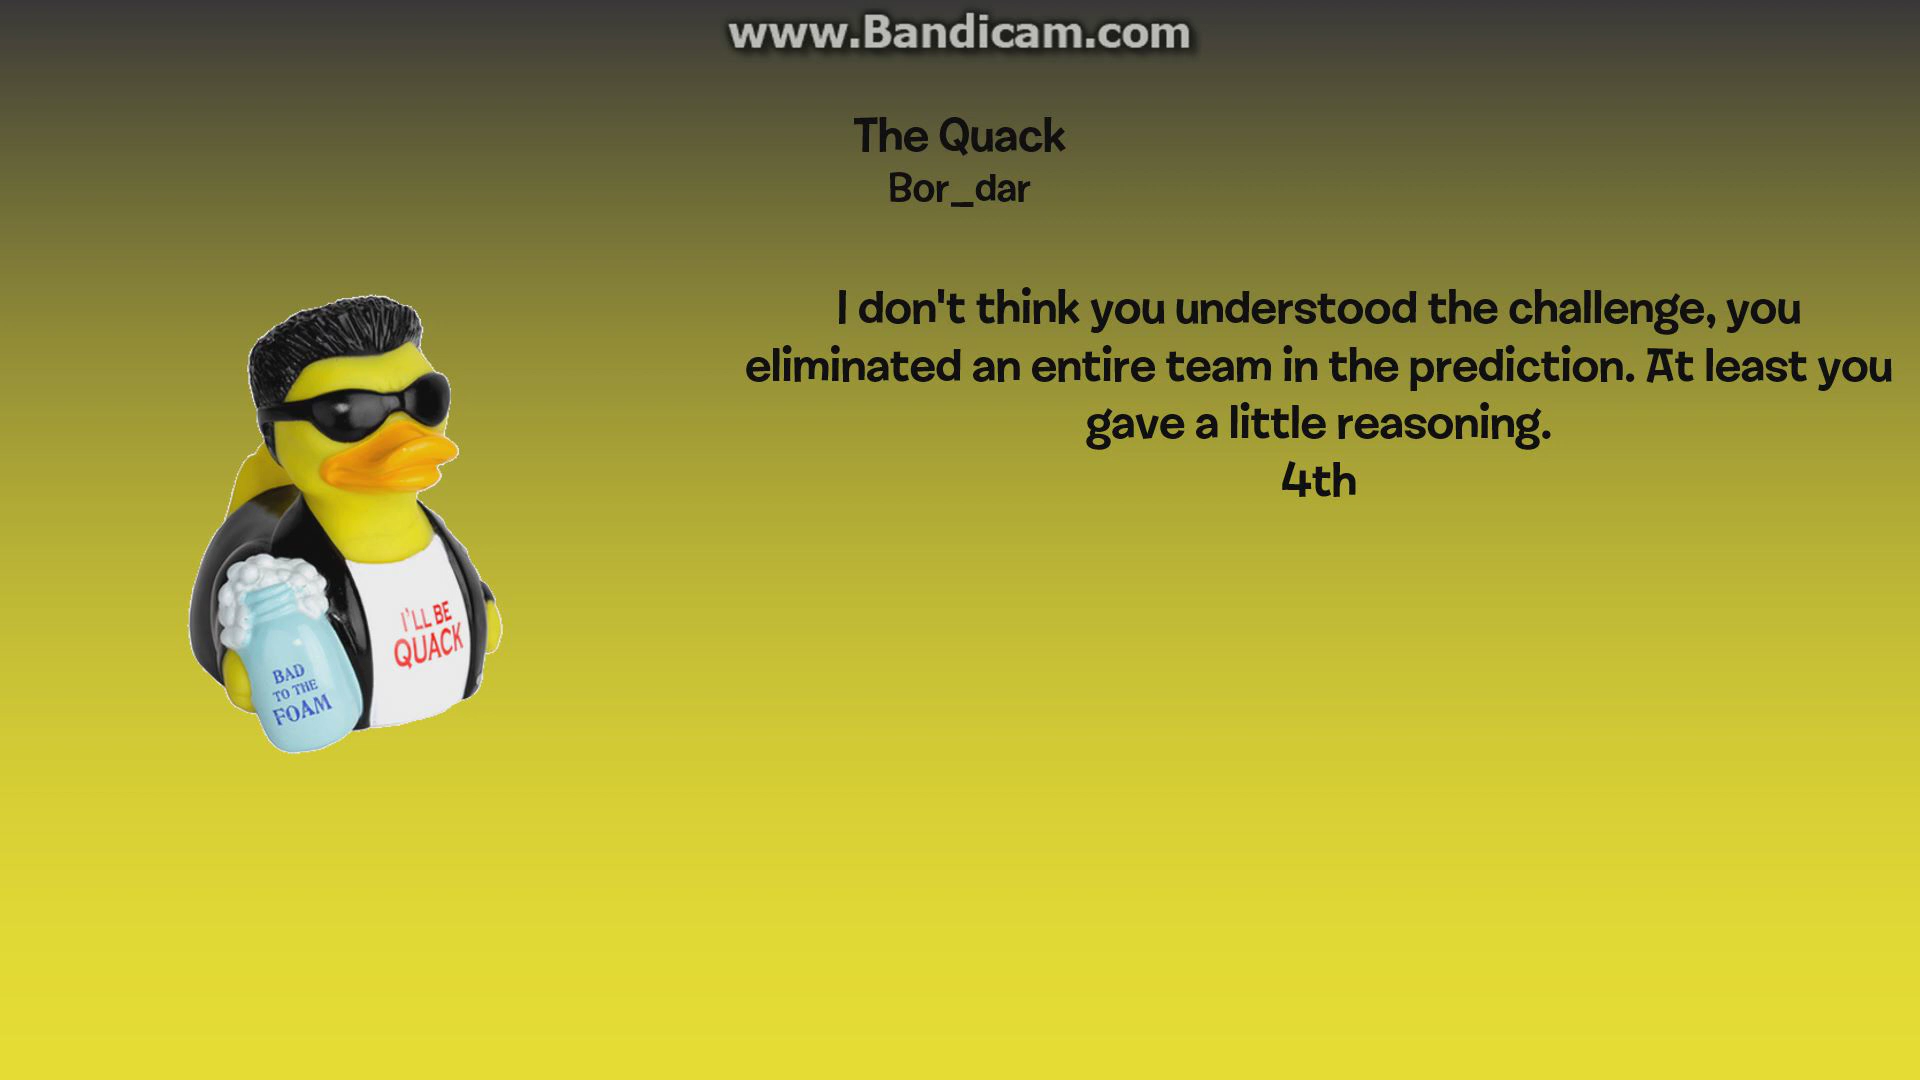 www.Bandicam.com
The Quack
Bor_dar
I don't think you understood the challenge, you
eliminated an entire team in the prediction. At least you
gave a little reasoning.
4th
I'LL BE
QUACK
BAD
TO THE
FOAM